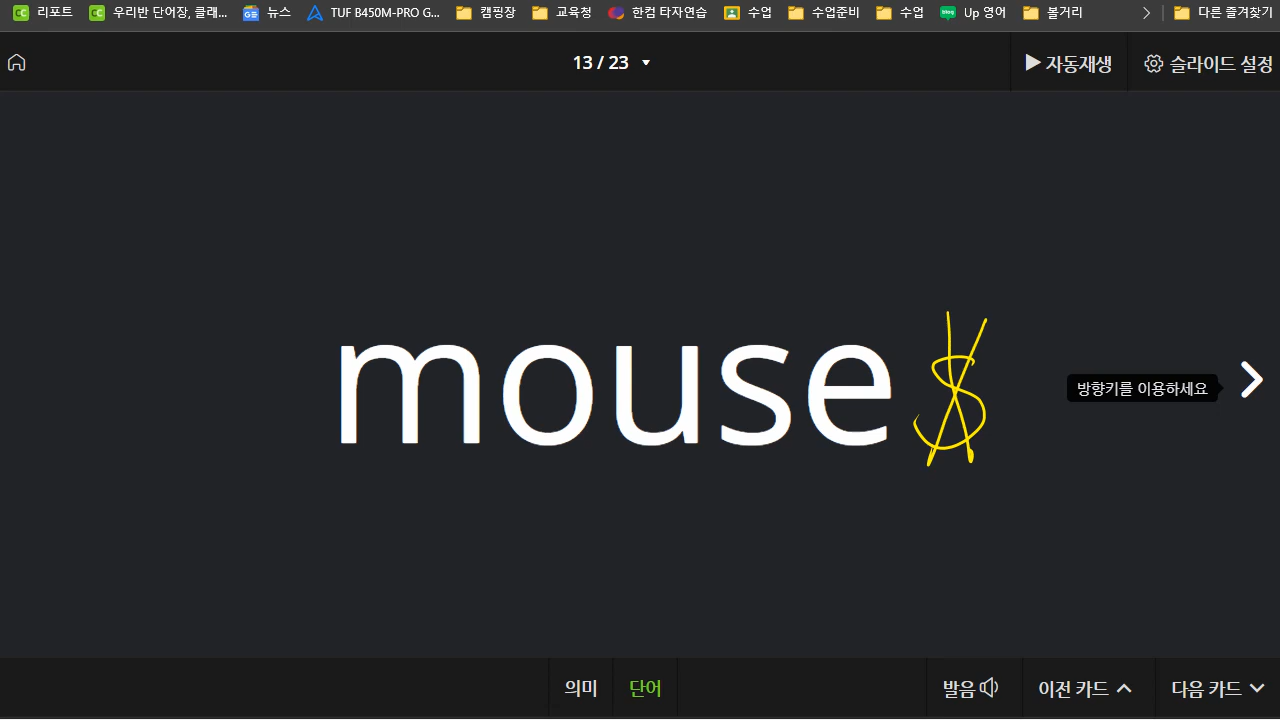 리포트 우리반 단어장, 클래... 뉴스 TUF B450M-PRO G... 캠핑장 교육청 한컴 타자연습 수업 수업준비 수업 Up 영어 볼거리 다른 즐겨찾기
13 / 23 자동재생 슬라이드 설정
mouses
방향키를 이용하세요
의미 단어 발음 이전 카드 다음 카드